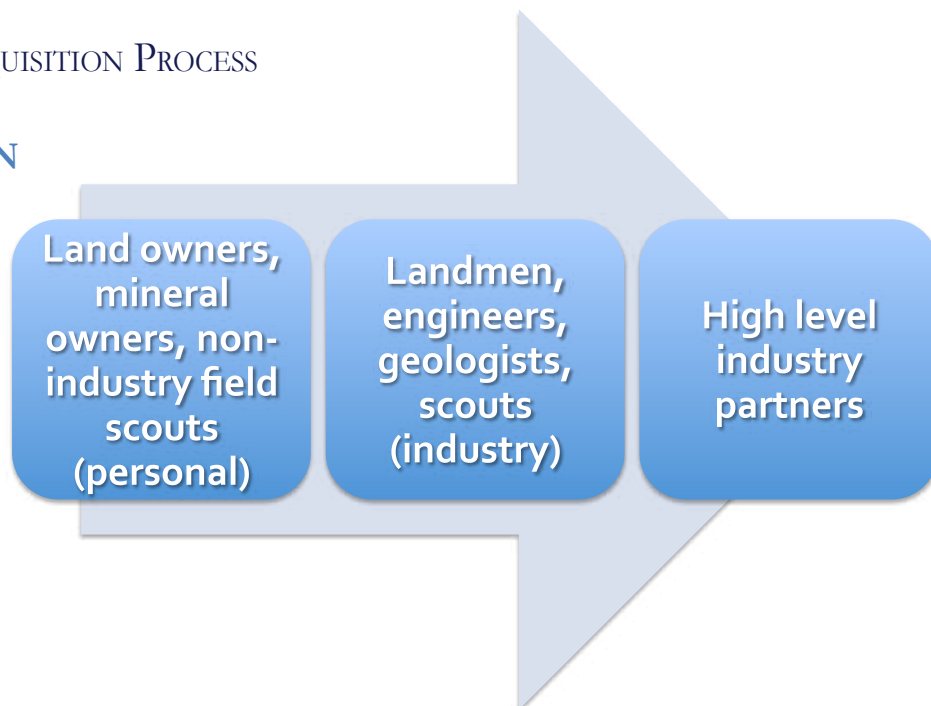 UISITION PROCESS
N
Land owners,
mineral
owners, non-
industry field
scouts
(personal)
Landmen,
engineers,
geologists,
scouts
(industry)
High level
industry
partners